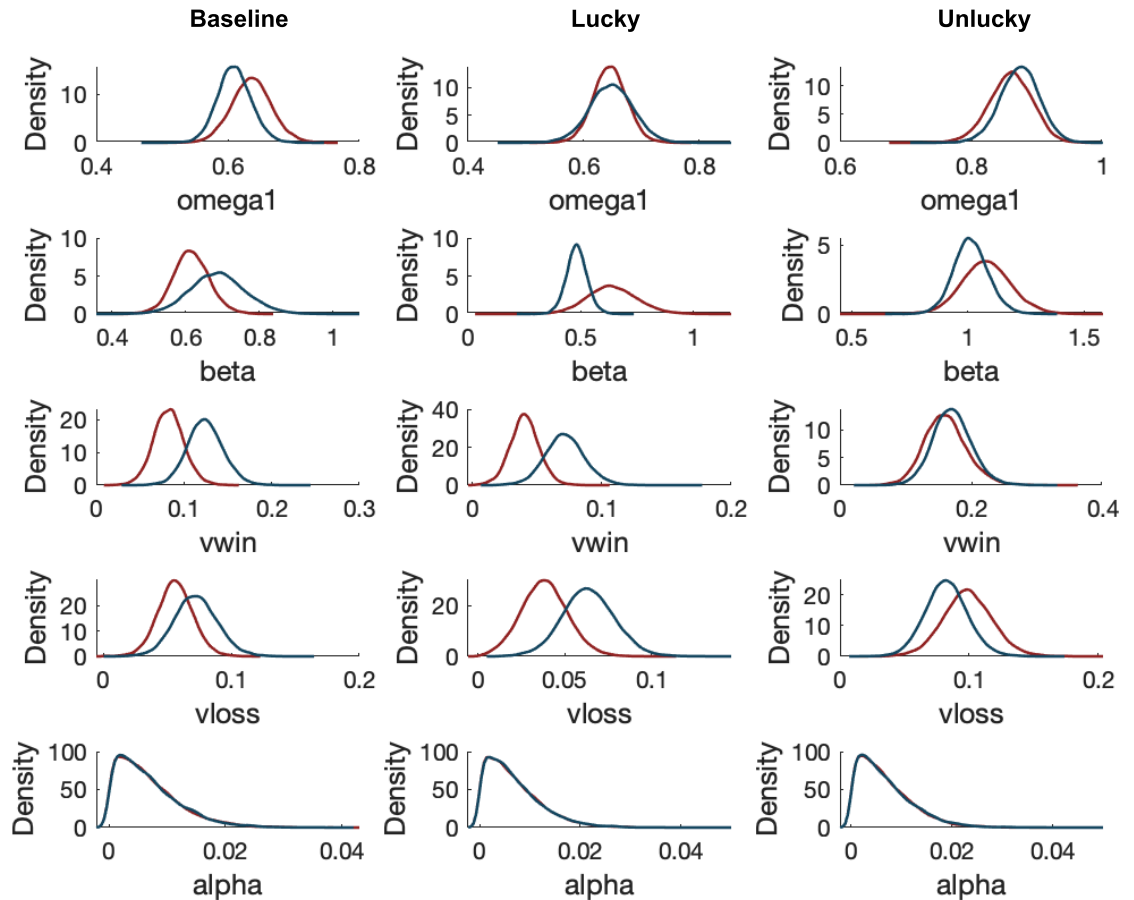 Baseline Lucky Unlucky
Density 10 0 0.4 0.6 0.8 omega1
Density 10 5 0 0.4 0.6 0.8 omega1
Density 10 5 0 0.6 0.8 1 omega1
Density 10 5 0 0.4 0.6 0.8 1 beta
Density 10 5 0 0 0.5 1 beta
Density 5 0 0.5 1 1.5 beta
Density 20 10 0 0 0.1 0.2 0.3 vwin
Density 40 20 0 0 0.1 0.2 vwin
Density 10 5 0 0 0.2 0.4 vwin
Density 20 10 0 0 0.1 0.2 vloss
Density 20 0 0 0.05 0.1 vloss
Density 20 10 0 0 0.1 0.2 vloss
Density 100 50 0 0 0.02 0.04 alpha
Density 100 50 0 0 0.02 0.04 alpha
Density 100 50 0 0 0.02 0.04 alpha